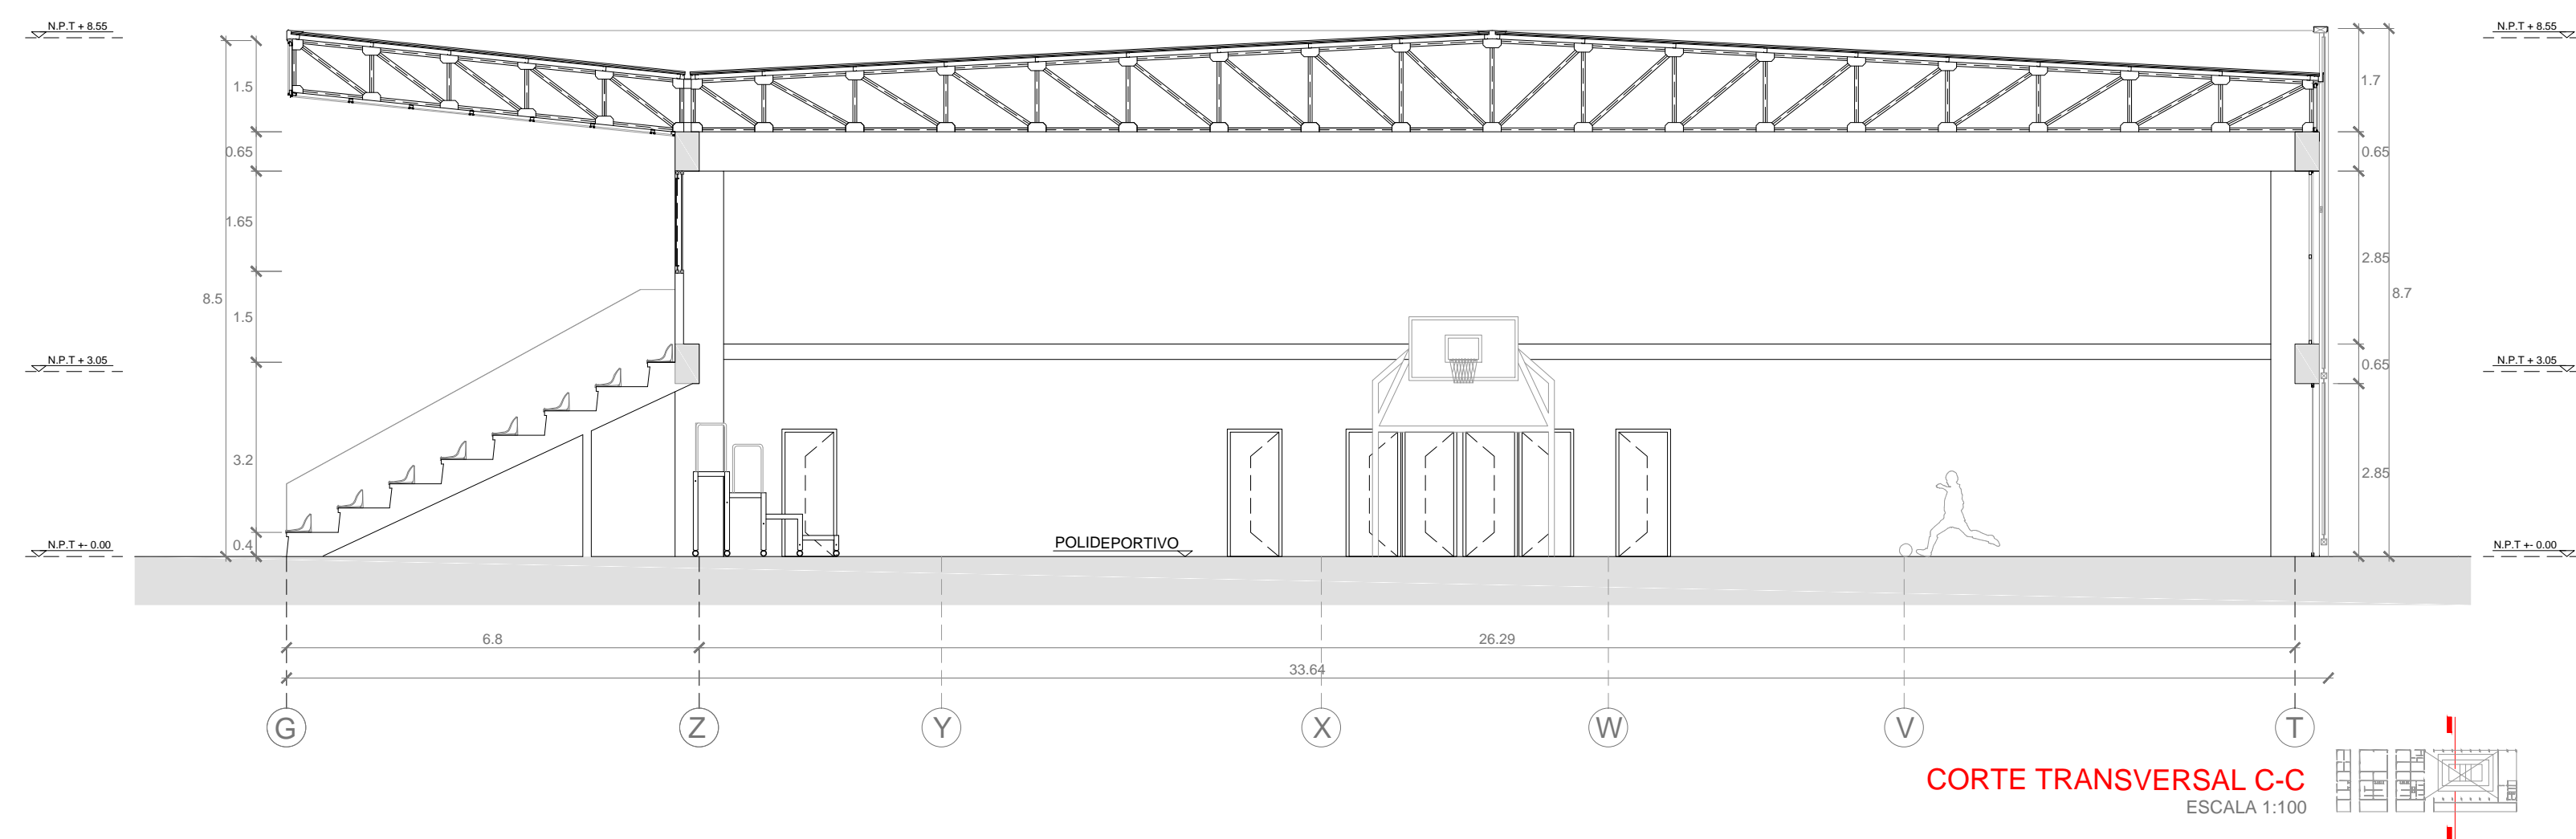 N.P.T + 8.55
N.P.T + 8.55
1.5
1.7
0.65
0.65
1.65
2.85
8.5
8.7
1.5
N.P.T + 3.05
N.P.T + 3.05
0.65
3.2
2.85
0.4
N.P.T +- 0.00
POLIDEPORTIVO
N.P.T +- 0.00
6.8
26.29
33.64
G
Z
Y
X
W
V
T
CORTE TRANSVERSAL C-C
ESCALA 1:100